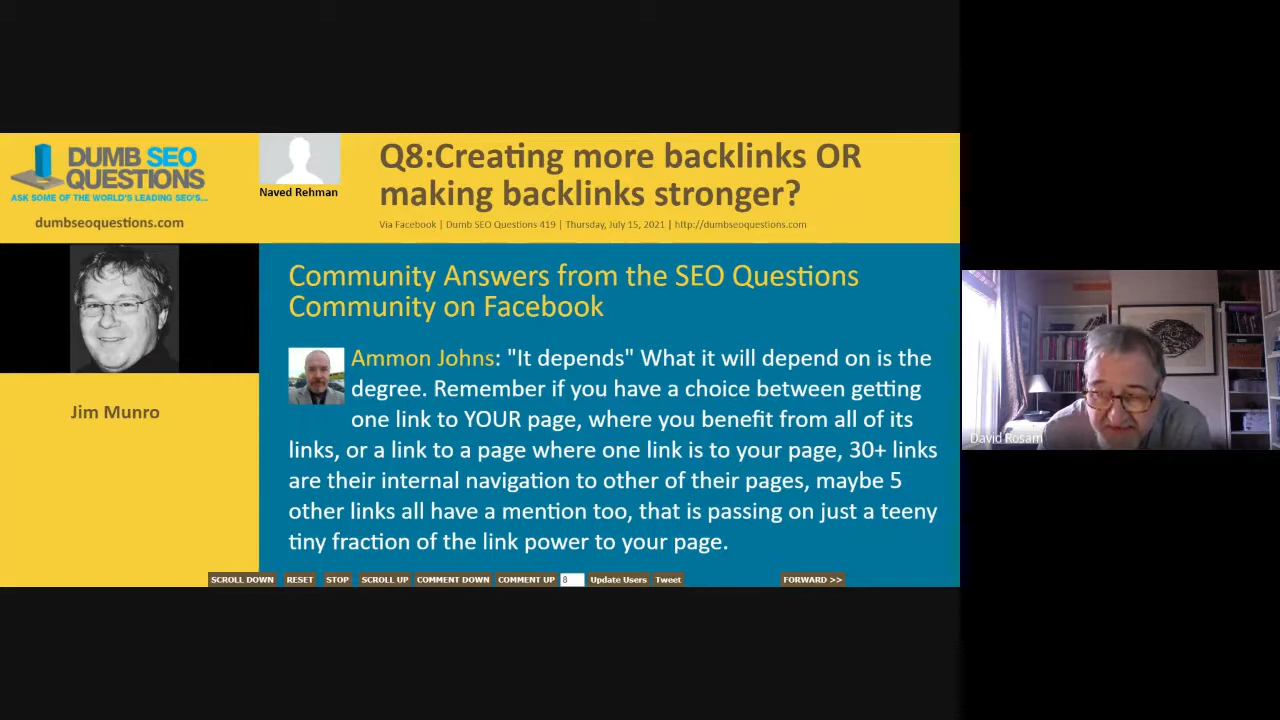 DUMB SEO
QUESTIONS
ASK SOME OF THE WORLD'S LEADING SEO'S...
dumbseoquestions.com
Naved Rehman
Q8:Creating more backlinks OR
making backlinks stronger?
Via Facebook | Dumb SEO Questions 419 | Thursday, July 15, 2021 | http://dumbseoquestions.com
Jim Munro
Community Answers from the SEO Questions
Community on Facebook
Ammon Johns: "It depends" What it will depend on is the
degree. Remember if you have a choice between getting
one link to YOUR page, where you benefit from all of its
links, or a link to a page where one link is to your page, 30+ links
are their internal navigation to other of their pages, maybe 5
other links all have a mention too, that is passing on just a teeny
tiny fraction of the link power to your page.
David Rosam
SCROLL DOWN RESET STOP SCROLL UP COMMENT DOWN COMMENT UP 8 Update Users Tweet FORWARD >>